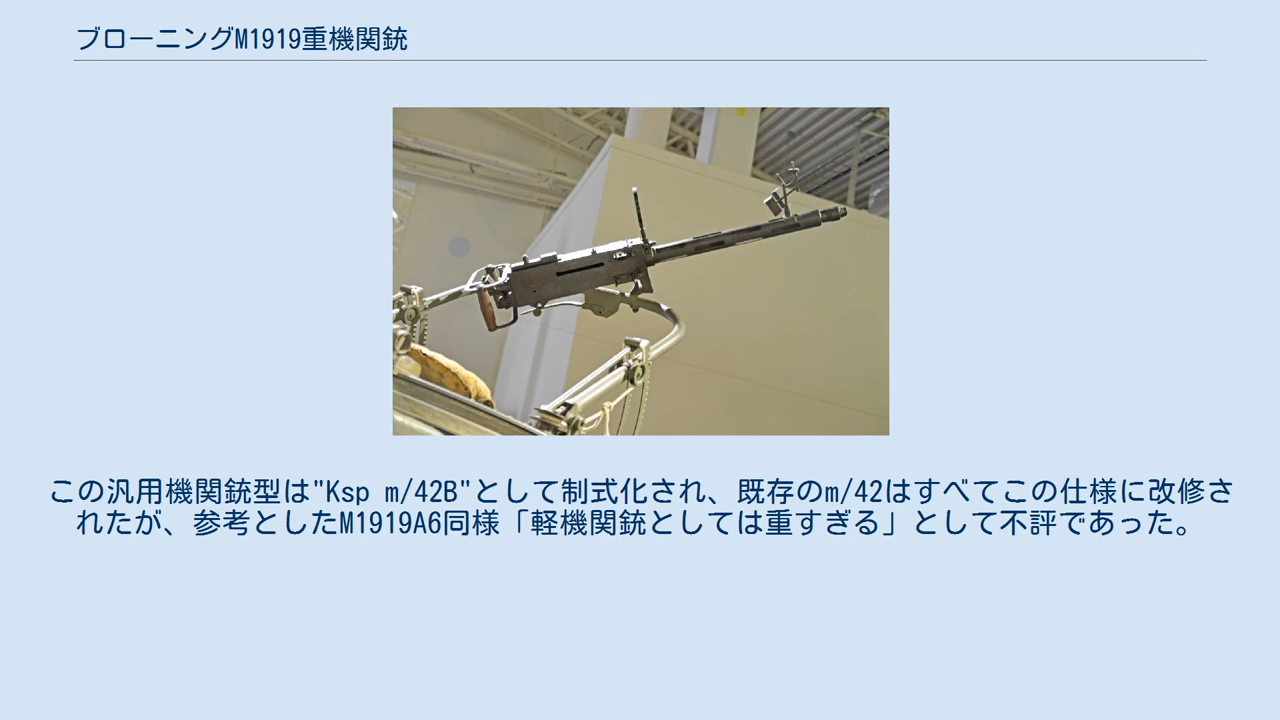 ブローニングM1919重機関銃
この汎用機関銃型は"Ksp m/42B"として制式化され、既存のm/42はすべてこの仕様に改修さ
れたが、参考としたM1919A6同様「軽機関銃としては重すぎる」として不評であった。